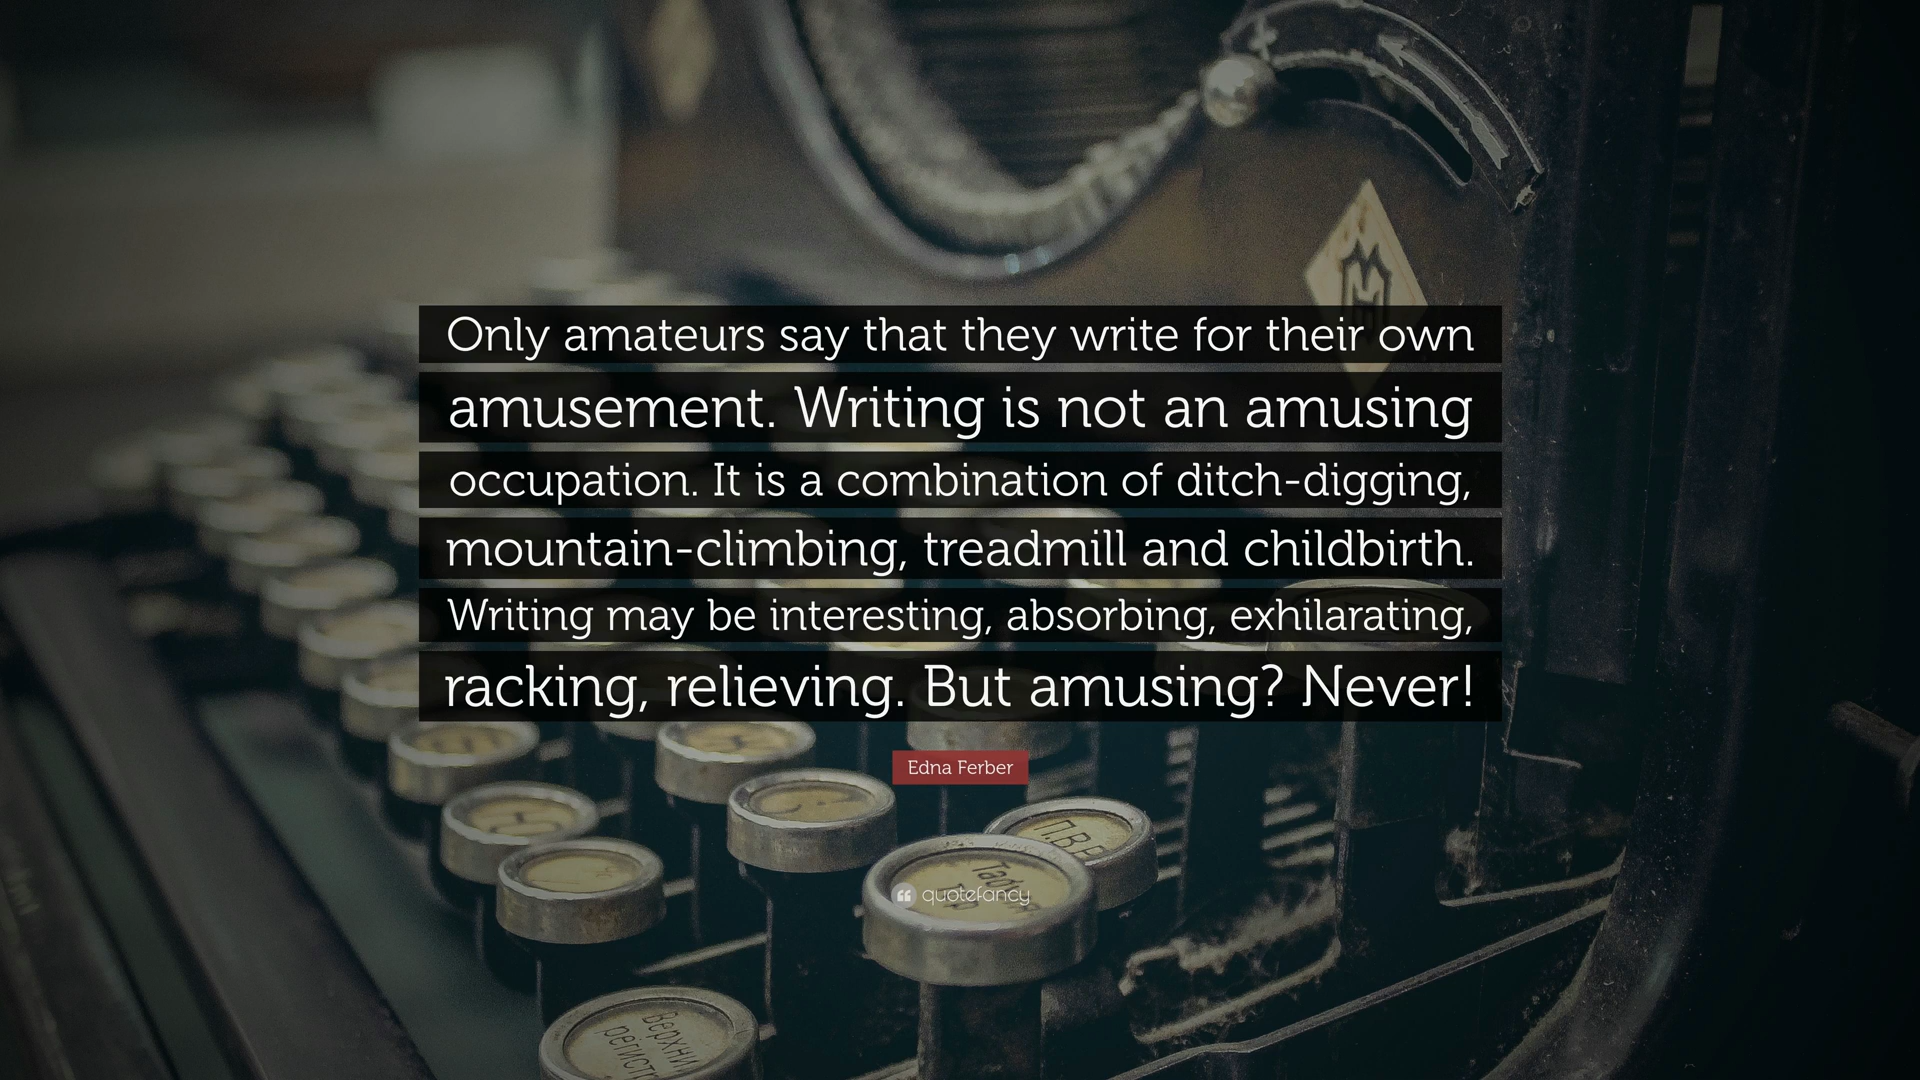 Only amateurs say that they write for their own
amusement. Writing is not an amusing
occupation. It is a combination of ditch-digging,
mountain-climbing, treadmill and childbirth.
Writing may be interesting, absorbing, exhilarating,
racking, relieving. But amusing? Never!
Edna Ferber
quotefancy
Верхний
регистр